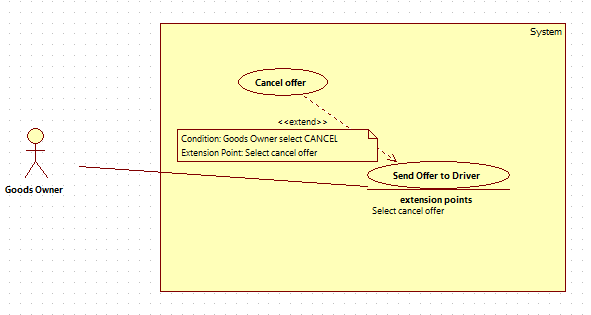 System
Cancel offer
<<extend>>
Condition: Goods Owner select CANCEL
Extension Point: Select cancel offer
Goods Owner
Send Offer to Driver
extension points
Select cancel offer